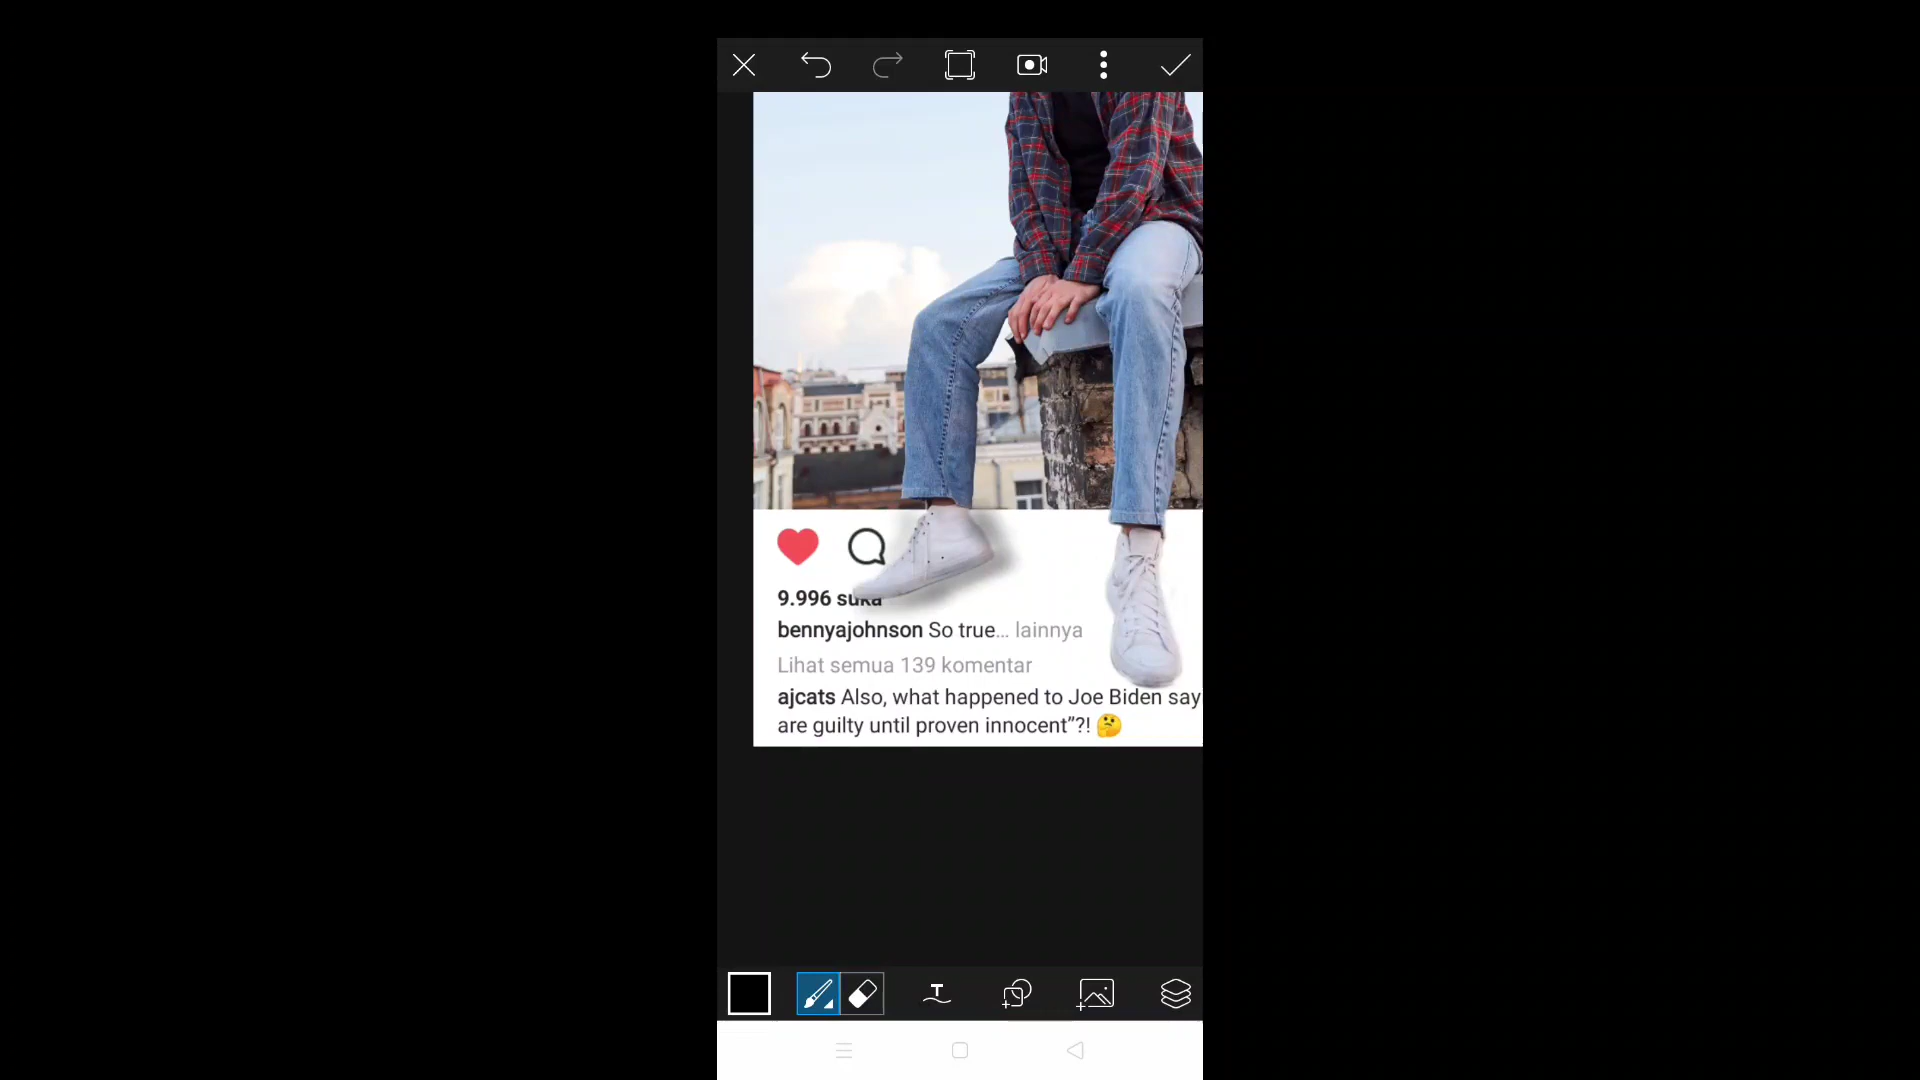 9.996 suka
bennyajohnson So true... lainnya
Lihat semua 139 komentar
ajcats Also, what happened to Joe Biden say
are guilty until proven innocent”?! 🤔
T